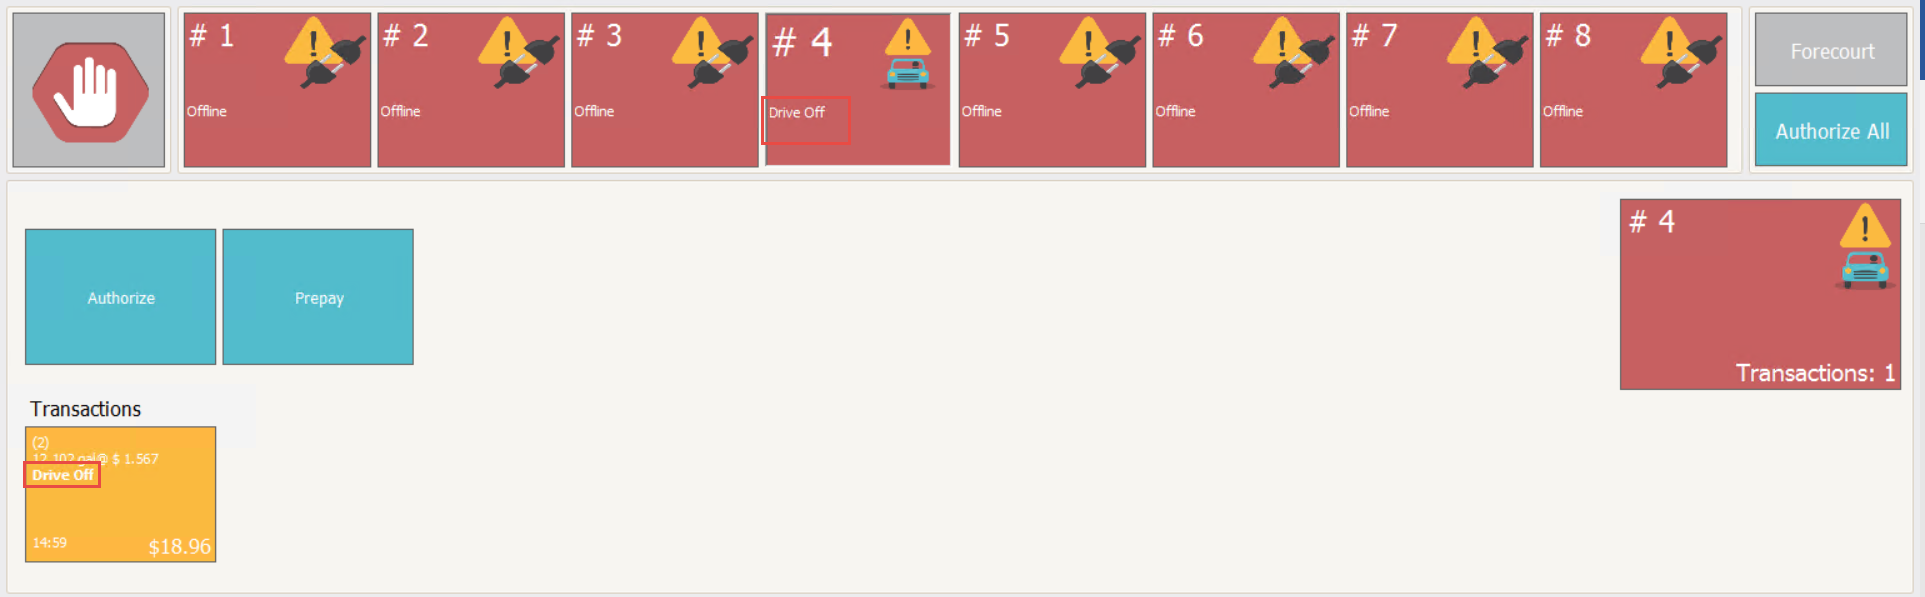 # 1
Offline
# 2
Offline
# 3
Offline
# 4
Drive Off
# 5
Offline
# 6
Offline
# 7
Offline
# 8
Offline
Forecourt
Authorize All
Authorize
Prepay
# 4
Transactions: 1
Transactions
(2)
12.102 gal@ $ 1.567
Drive Off
14:59
$18.96